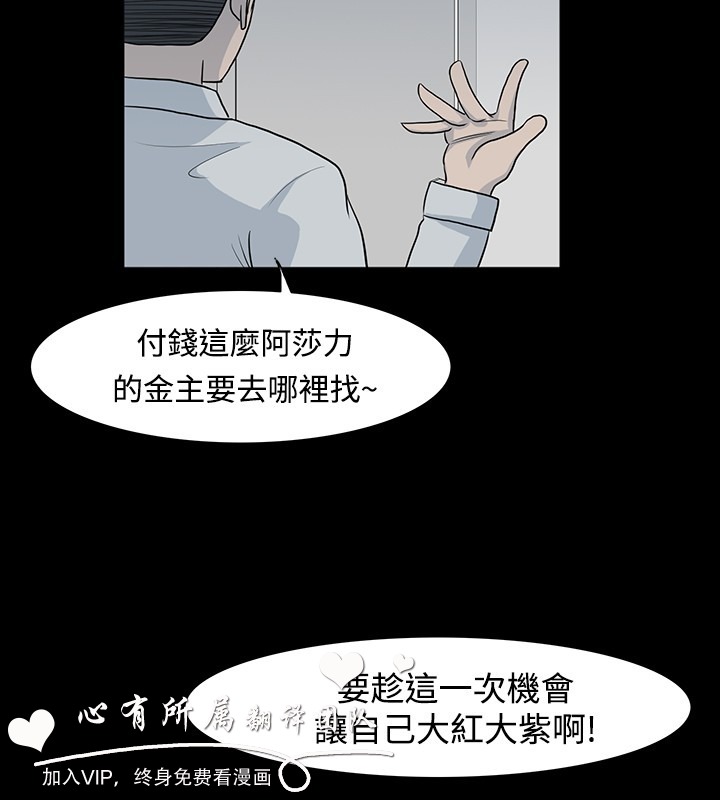 付錢這麼阿莎力
的金主要去哪裡找~
要趁這一次機會
讓自己大紅大紫啊!
心有所属翻译团队
加入VIP，终身免费看漫画